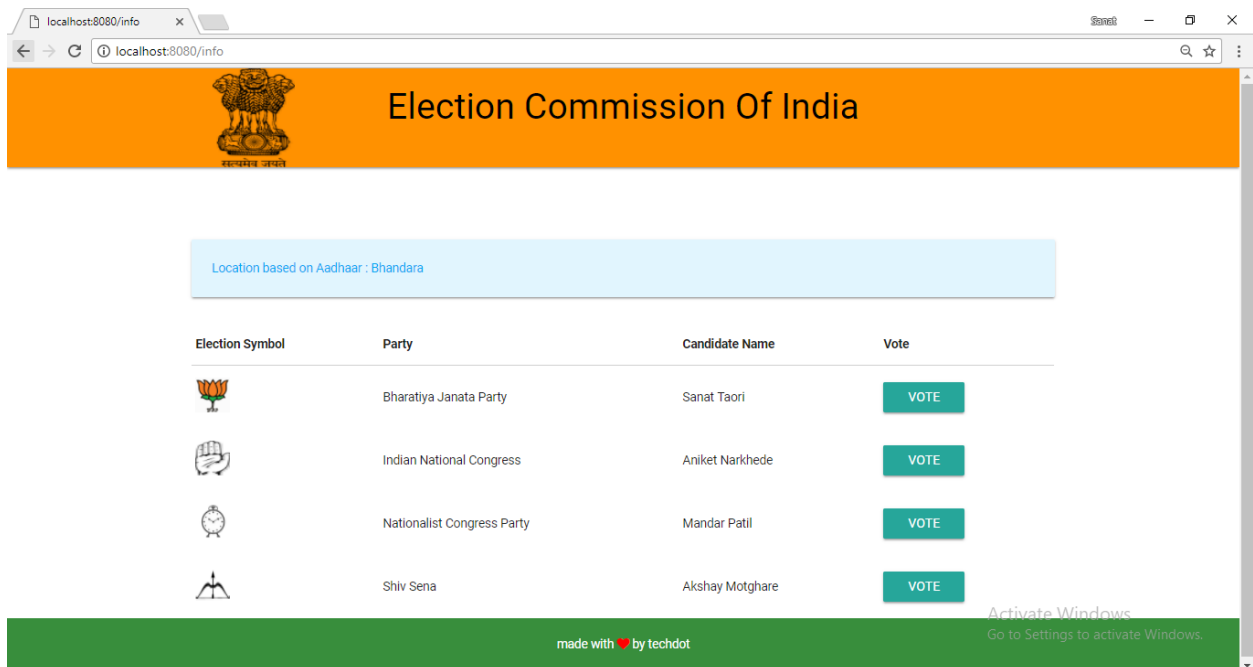 localhost:8080/info
Sanat
localhost:8080/info
Election Commission Of India
सत्यमेव जयते
Location based on Aadhaar : Bhandara
Election Symbol Party Candidate Name Vote
Bharatiya Janata Party Sanat Taori VOTE
Indian National Congress Aniket Narkhede VOTE
Nationalist Congress Party Mandar Patil VOTE
Shiv Sena Akshay Motghare VOTE
Activate Windows
Go to Settings to activate Windows.
made with ❤ by techdot